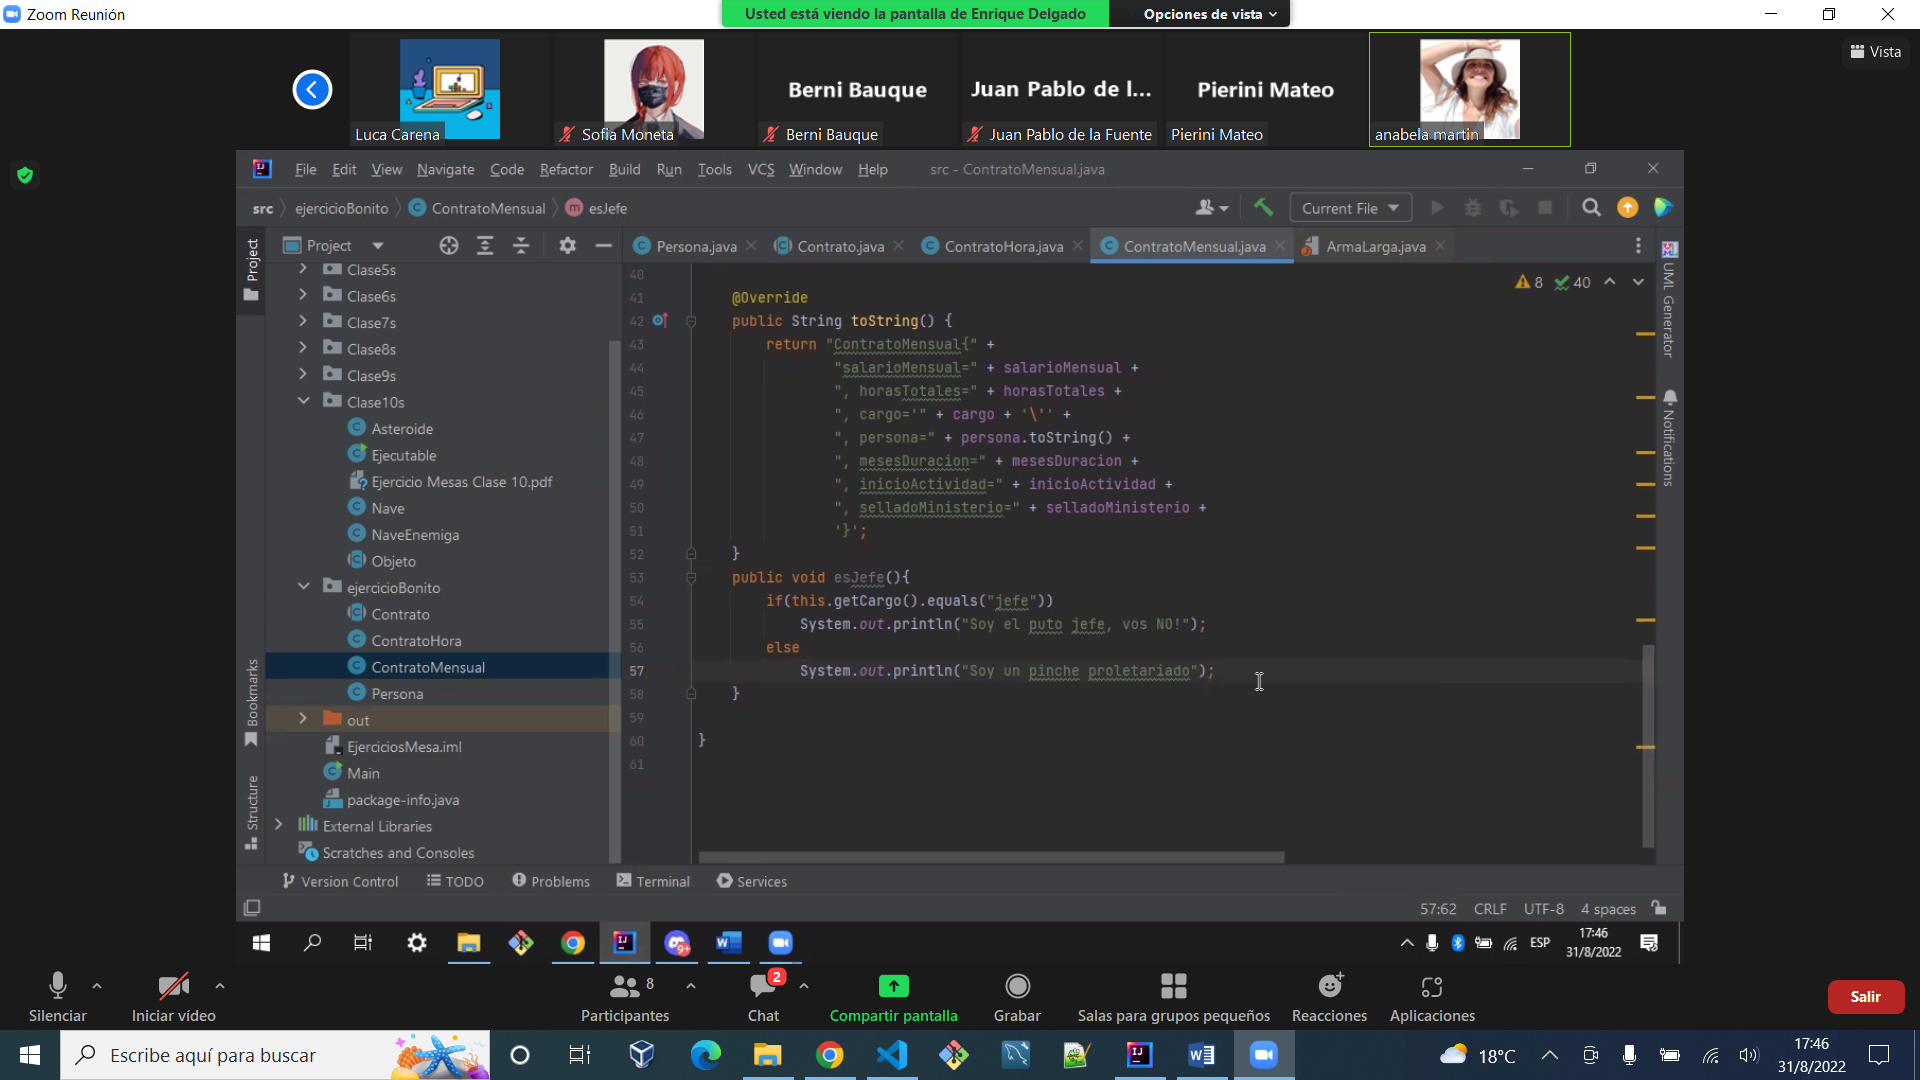 Zoom Reunión
Usted está viendo la pantalla de Enrique Delgado
Opciones de vista
Vista
Luca Carena
Sofía Moneta
Berni Bauque
Berni Bauque
Juan Pablo de l...
Juan Pablo de la Fuente
Pierini Mateo
Pierini Mateo
anabela martin
File Edit View Navigate Code Refactor Build Run Tools VCS Window Help src - ContratoMensual.java
src ejercicioBonito ContratoMensual esJefe
Current File
Project
Persona.java Contrato.java ContratoHora.java ContratoMensual.java ArmaLarga.java
Project
Bookmarks
Structure
Clase5s
Clase6s
Clase7s
Clase8s
Clase9s
Clase10s
Asteroide
Ejecutable
Ejercicio Mesas Clase 10.pdf
Nave
NaveEnemiga
Objeto
ejercicioBonito
Contrato
ContratoHora
ContratoMensual
Persona
out
EjerciciosMesa.iml
Main
package-info.java
External Libraries
Scratches and Consoles
8 40
UML Generator
Notifications
40
41 @Override
42 public String toString() {
43 return "ContratoMensual{" +
44 "salarioMensual=" + salarioMensual +
45 ", horasTotales=" + horasTotales +
46 ", cargo='" + cargo + '\'' +
47 ", persona=" + persona.toString() +
48 ", mesesDuracion=" + mesesDuracion +
49 ", inicioActividad=" + inicioActividad +
50 ", selladoMinisterio=" + selladoMinisterio +
51 '}';
52 }
53 public void esJefe(){
54 if(this.getCargo().equals("jefe"))
55 System.out.println("Soy el puto jefe, vos NO!");
56 else
57 System.out.println("Soy un pinche proletariado");
58 }
59
60 }
61
Version Control TODO Problems Terminal Services
57:62 CRLF UTF-8 4 spaces
9+
ESP
17:46
31/8/2022
Silenciar
Iniciar vídeo
8
Participantes
2
Chat
Compartir pantalla
Grabar
Salas para grupos pequeños
Reacciones
Aplicaciones
Salir
Escribe aquí para buscar
18°C
17:46
31/8/2022